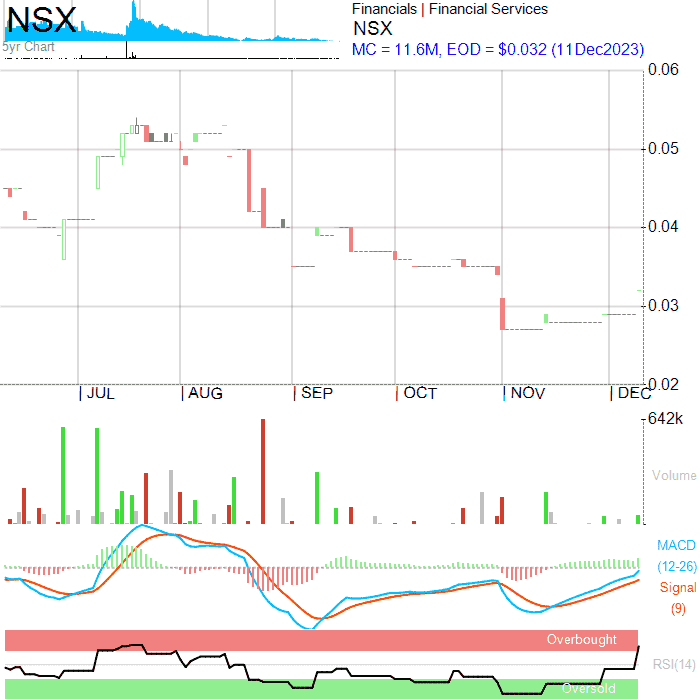 NSX
5yr Chart
Financials | Financial Services
NSX
MC = 11.6M, EOD = $0.032 (11Dec2023)
0.06
0.05
0.04
0.03
0.02
JUL
AUG
SEP
OCT
NOV
DEC
642k
Volume
MACD
(12-26)
Signal
(9)
Overbought
RSI(14)
Oversold